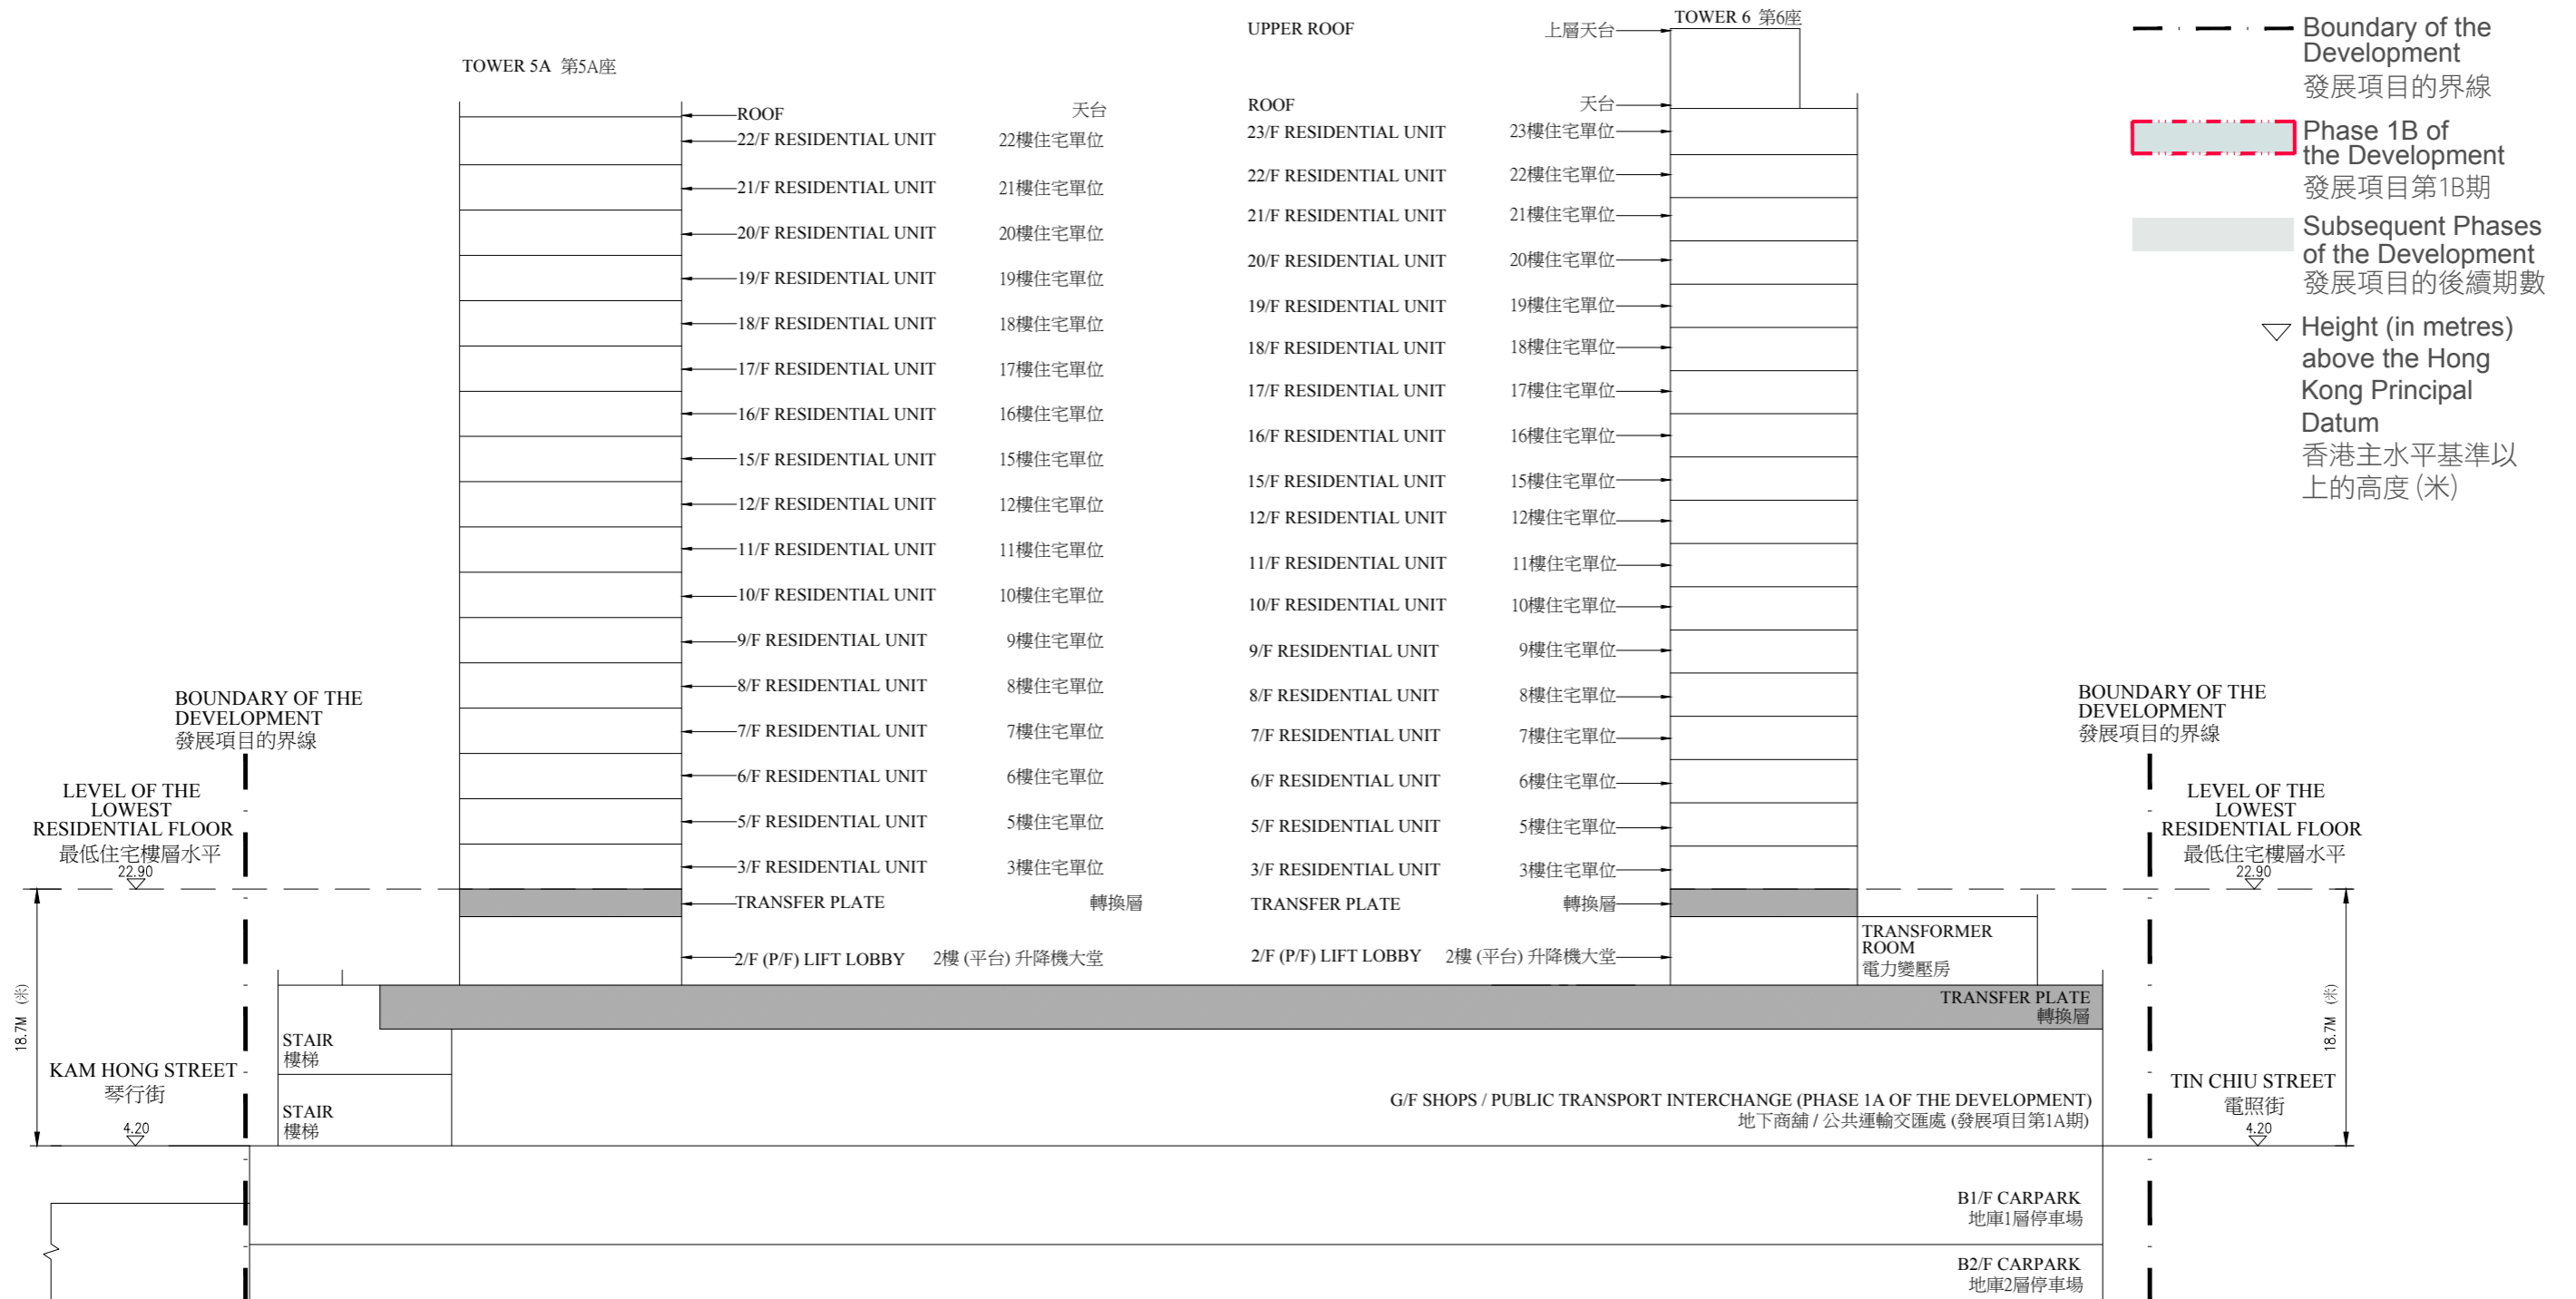 TOWER 5A 第5A座
ROOF 天台
22/F RESIDENTIAL UNIT 22樓住宅單位
21/F RESIDENTIAL UNIT 21樓住宅單位
20/F RESIDENTIAL UNIT 20樓住宅單位
19/F RESIDENTIAL UNIT 19樓住宅單位
18/F RESIDENTIAL UNIT 18樓住宅單位
17/F RESIDENTIAL UNIT 17樓住宅單位
16/F RESIDENTIAL UNIT 16樓住宅單位
15/F RESIDENTIAL UNIT 15樓住宅單位
12/F RESIDENTIAL UNIT 12樓住宅單位
11/F RESIDENTIAL UNIT 11樓住宅單位
10/F RESIDENTIAL UNIT 10樓住宅單位
9/F RESIDENTIAL UNIT 9樓住宅單位
8/F RESIDENTIAL UNIT 8樓住宅單位
7/F RESIDENTIAL UNIT 7樓住宅單位
6/F RESIDENTIAL UNIT 6樓住宅單位
5/F RESIDENTIAL UNIT 5樓住宅單位
3/F RESIDENTIAL UNIT 3樓住宅單位
TRANSFER PLATE 轉換層
2/F (P/F) LIFT LOBBY 2樓 (平台) 升降機大堂
TOWER 6 第6座
UPPER ROOF 上層天台
ROOF 天台
23/F RESIDENTIAL UNIT 23樓住宅單位
22/F RESIDENTIAL UNIT 22樓住宅單位
21/F RESIDENTIAL UNIT 21樓住宅單位
20/F RESIDENTIAL UNIT 20樓住宅單位
19/F RESIDENTIAL UNIT 19樓住宅單位
18/F RESIDENTIAL UNIT 18樓住宅單位
17/F RESIDENTIAL UNIT 17樓住宅單位
16/F RESIDENTIAL UNIT 16樓住宅單位
15/F RESIDENTIAL UNIT 15樓住宅單位
12/F RESIDENTIAL UNIT 12樓住宅單位
11/F RESIDENTIAL UNIT 11樓住宅單位
10/F RESIDENTIAL UNIT 10樓住宅單位
9/F RESIDENTIAL UNIT 9樓住宅單位
8/F RESIDENTIAL UNIT 8樓住宅單位
7/F RESIDENTIAL UNIT 7樓住宅單位
6/F RESIDENTIAL UNIT 6樓住宅單位
5/F RESIDENTIAL UNIT 5樓住宅單位
3/F RESIDENTIAL UNIT 3樓住宅單位
TRANSFER PLATE 轉換層
2/F (P/F) LIFT LOBBY 2樓 (平台) 升降機大堂
Boundary of the
Development
發展項目的界線
Phase 1B of
the Development
發展項目第1B期
Subsequent Phases
of the Development
發展項目的後續期數
Height (in metres)
above the Hong
Kong Principal
Datum
香港主水平基準以
上的高度 (米)
BOUNDARY OF THE
DEVELOPMENT
發展項目的界線
LEVEL OF THE
LOWEST
RESIDENTIAL FLOOR
最低住宅樓層水平
22.90
18.7M (米)
KAM HONG STREET
琴行街
4.20
STAIR
樓梯
STAIR
樓梯
BOUNDARY OF THE
DEVELOPMENT
發展項目的界線
LEVEL OF THE
LOWEST
RESIDENTIAL FLOOR
最低住宅樓層水平
22.90
TRANSFORMER
ROOM
電力變壓房
TRANSFER PLATE
轉換層
18.7M (米)
TIN CHIU STREET
電照街
4.20
G/F SHOPS / PUBLIC TRANSPORT INTERCHANGE (PHASE 1A OF THE DEVELOPMENT)
地下商舖 / 公共運輸交匯處 (發展項目第1A期)
B1/F CARPARK
地庫1層停車場
B2/F CARPARK
地庫2層停車場